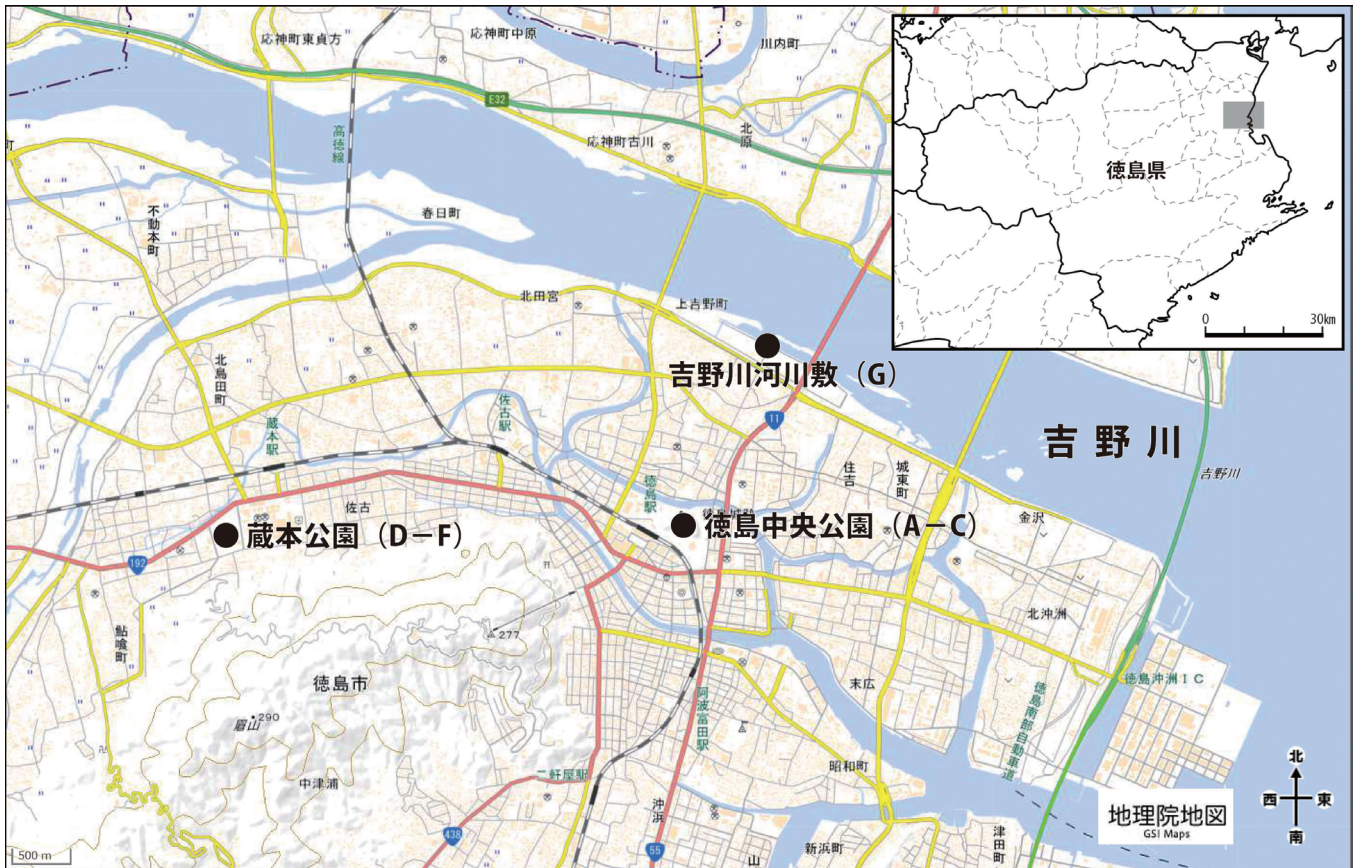 応神町東貞方
応神町中原
川内町
E32
高徳線
応神町古川
北原
徳島県
0
30km
不動本町
春日町
北田宮
上吉野町
吉野川河川敷（G）
北島田町
蔵本駅
佐古駅
11
吉野川
吉野川
住吉
城東町
徳島駅
佐古
蔵本公園（D－F）
徳島中央公園（A－C）
金沢
192
北沖洲
鮎喰町
277
徳島市
末広
徳島沖洲ＩＣ
290
眉山
阿波富田駅
徳島南部自動車道
中津浦
二軒屋駅
昭和町
北
西
東
南
沖浜
地理院地図
GSI Maps
438
55
山
新浜町
津田町
500 m